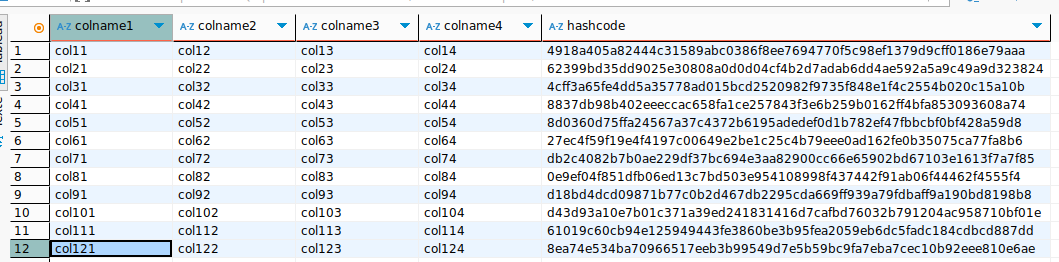 A-Z colname1 A-Z colname2 A-Z colname3 A-Z colname4 A-Z hashcode
1 col11 col12 col13 col14 4918a405a82444c31589abc0386f8ee7694770f5c98ef1379d9cff0186e79aaa
2 col21 col22 col23 col24 62399bd35dd9025e30808a0d0d04cf4b2d7adab6dd4ae592a5a9c49a9d323824
3 col31 col32 col33 col34 4cff3a65fe4dd5a35778ad015bcd2520982f9735f848e1f4c2554b020c15a10b
4 col41 col42 col43 col44 8837db98b402eeeccac658fa1ce257843f3e6b259b0162ff4bfa853093608a74
5 col51 col52 col53 col54 8d0360d75ffa24567a37c4372b6195adedef0d1b782ef47fbbcbf0bf428a59d8
6 col61 col62 col63 col64 27ec4f59f19e4f4197c00649e2be1c25c4b79eee0ad162fe0b35075ca77fa8b6
7 col71 col72 col73 col74 db2c4082b7b0ae229df37bc694e3aa82900cc66e65902bd67103e1613f7a7f85
8 col81 col82 col83 col84 0e9ef04f851dfb06ed13c7bd503e954108998f437442f91ab06f44462f4555f4
9 col91 col92 col93 col94 d18bd4dcd09871b77c0b2d467db2295cda669ff939a79fdbaff9a190bd8198b8
10 col101 col102 col103 col104 d43d93a10e7b01c371a39ed241831416d7cafbd76032b791204ac958710bf01e
11 col111 col112 col113 col114 61019c60cb94e125949443fe3860be3b95fea2059eb6dc5fadc184cdbcd887dd
12 col121 col122 col123 col124 8ea74e534ba70966517eeb3b99549d7e5b59bc9fa7eba7cec10b92eee810e6ae